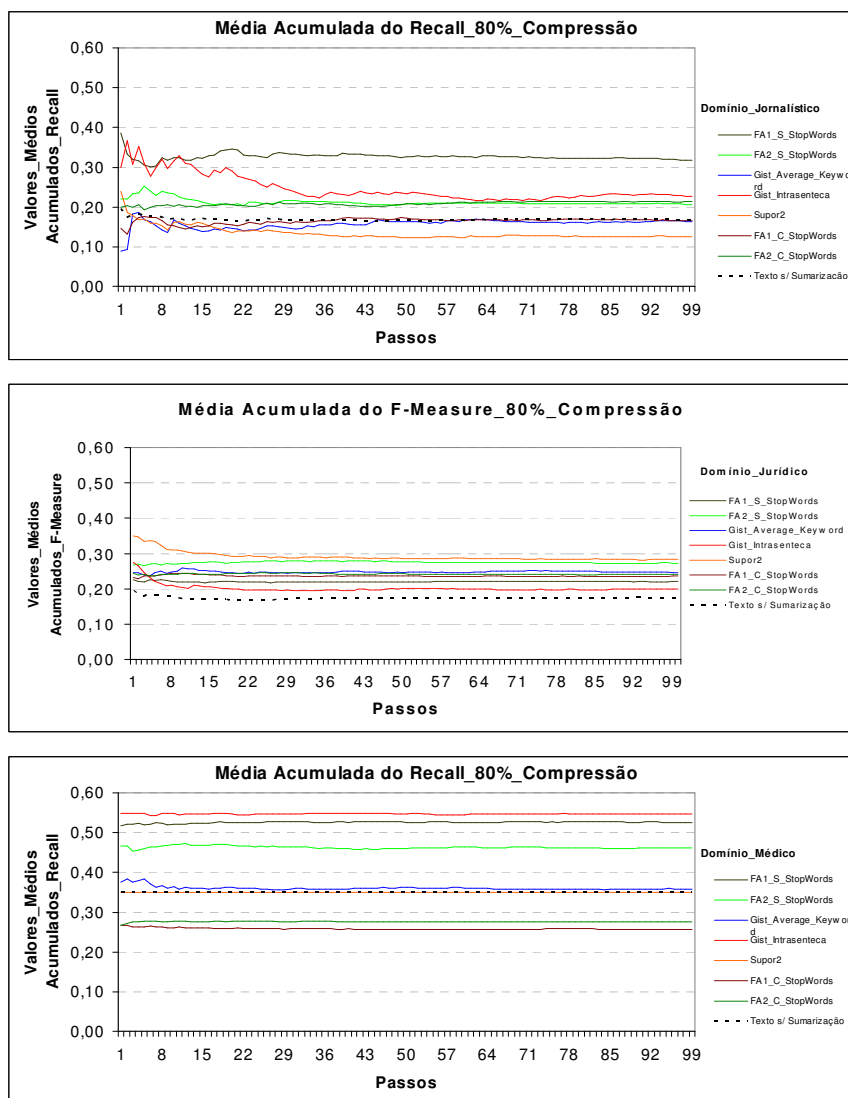 Média Acumulada do Recall_80%_Compressão
0,60
0,50
0,40
0,30
0,20
0,10
0,00
Valores_Médios
Acumulados_Recall
1 8 15 22 29 36 43 50 57 64 71 78 85 92 99
Passos
Domínio_Jornalístico
FA1_S_StopWords
FA2_S_StopWords
Gist_Average_Keywor
d
Gist_Intrasenteca
Supor2
FA1_C_StopWords
FA2_C_StopWords
Texto s/ Sumarização
Média Acumulada do F-Measure_80%_Compressão
0,60
0,50
0,40
0,30
0,20
0,10
0,00
Valores_Médios
Acumulados_F-Measure
1 8 15 22 29 36 43 50 57 64 71 78 85 92 99
Passos
Domínio_Jurídico
FA1_S_StopWords
FA2_S_StopWords
Gist_Average_Keyword
Gist_Intrasenteca
Supor2
FA1_C_StopWords
FA2_C_StopWords
Texto s/ Sumarização
Média Acumulada do Recall_80%_Compressão
0,60
0,50
0,40
0,30
0,20
0,10
0,00
Valores_Médios
Acumulados_Recall
1 8 15 22 29 36 43 50 57 64 71 78 85 92 99
Passos
Domínio_Médico
FA1_S_StopWords
FA2_S_StopWords
Gist_Average_Keywor
d
Gist_Intrasenteca
Supor2
FA1_C_StopWords
FA2_C_StopWords
Texto s/ Sumarização